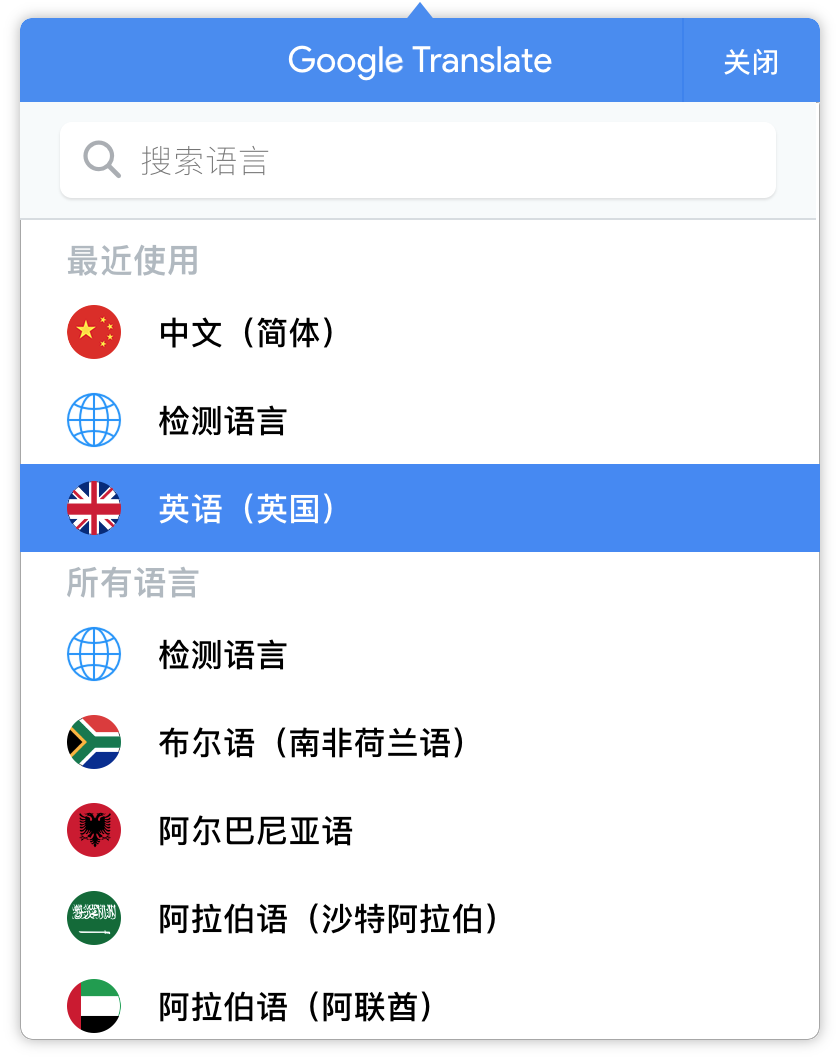 Google Translate
关闭
搜索语言
最近使用
中文（简体）
检测语言
英语（英国）
所有语言
检测语言
布尔语（南非荷兰语）
阿尔巴尼亚语
阿拉伯语（沙特阿拉伯）
阿拉伯语（阿联酋）